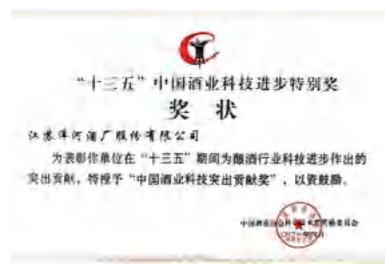 “十三五”中国酒业科技进步特别奖
奖 状
江苏洋河酒厂股份有限公司
为表彰你单位在“十三五”期间为酿酒行业科技进步作出的
突出贡献，特授予“中国酒业科技突出贡献奖”，以资鼓励。